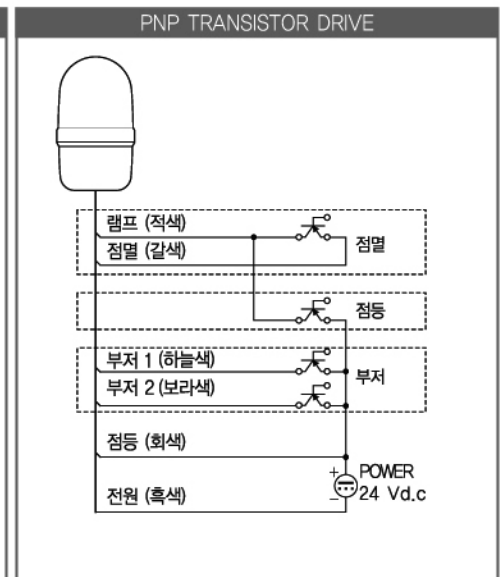 PNP TRANSISTOR DRIVE
램프 (적색)
점멸 (갈색)
점멸
점등
부저 1 (하늘색)
부저 2 (보라색)
부저
점등 (회색)
전원 (흑색)
+ POWER
- 24 Vd.c